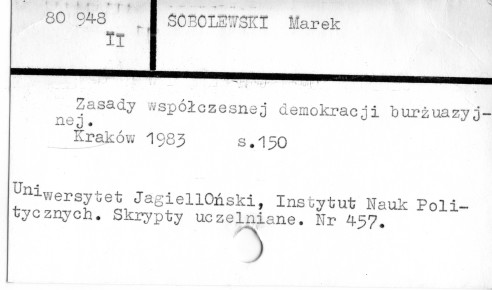 80 948
II
SOBOLEWSKI Marek
Zasady współczesnej demokracji burżuazyj-
nej.
Kraków 1983 s.150
Uniwersytet JagiellOński, Instytut Nauk Poli-
tycznych. Skrypty uczelniane. Nr 457.